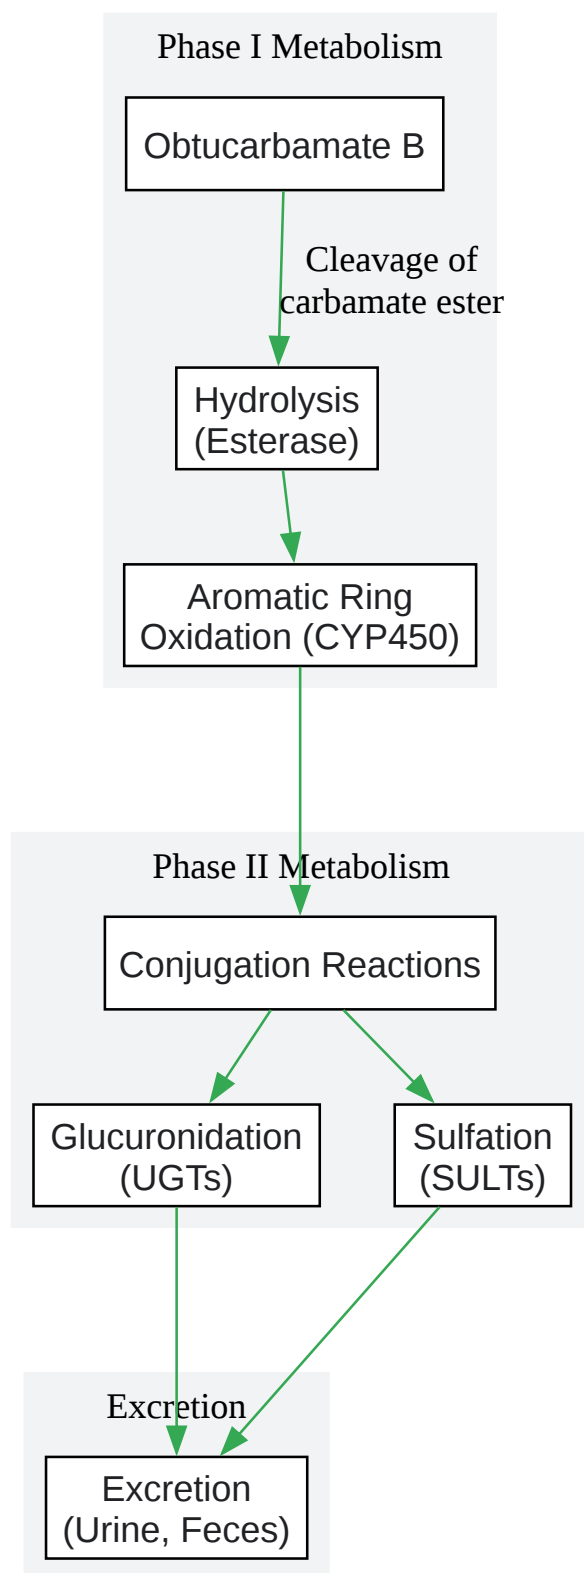 Phase I Metabolism
Obtucarbamate B
Cleavage of
carbamate ester
Hydrolysis
(Esterase)
Aromatic Ring
Oxidation (CYP450)
Phase II Metabolism
Conjugation Reactions
Glucuronidation
(UGTs)
Sulfation
(SULTs)
Excretion
Excretion
(Urine, Feces)